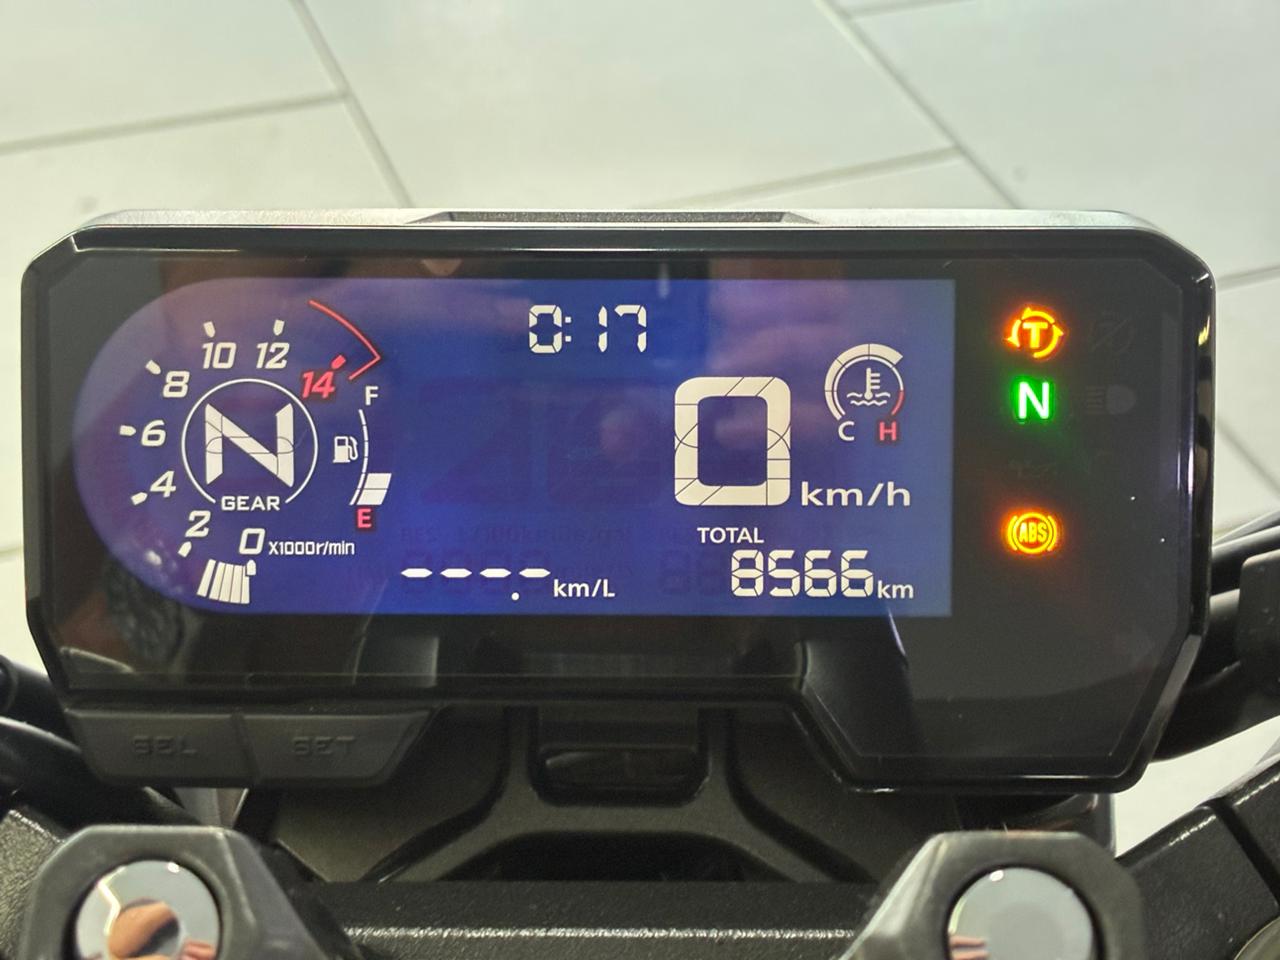 0:17
10 12
8 14
6
4
2
0 X1000r/min
N
GEAR
F
E
0 km/h
C H
TOTAL
8566 km
----.
km/L
T
N
ABS
SEL SET